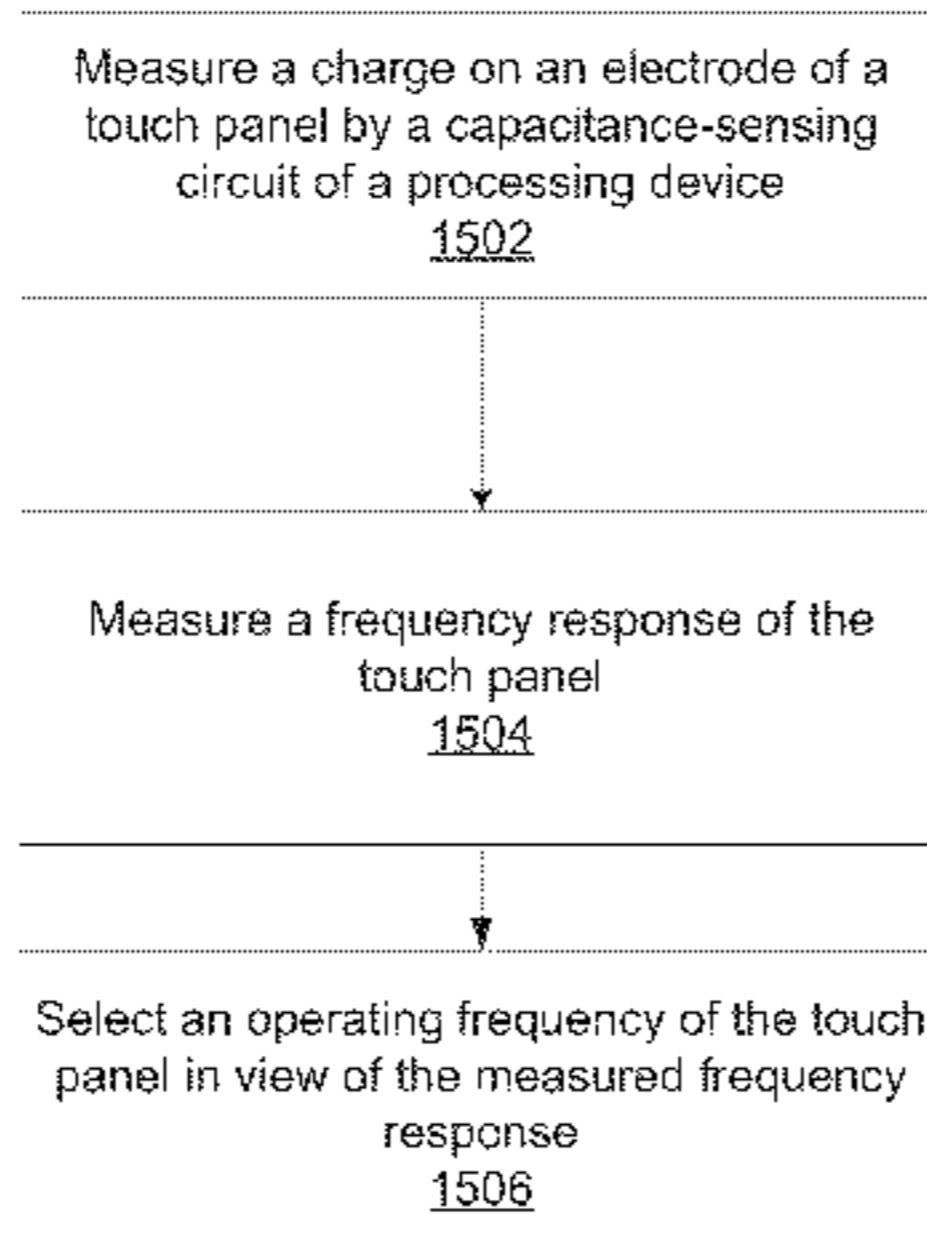 Measure a charge on an electrode of a
touch panel by a capacitance-sensing
circuit of a processing device
1502
Measure a frequency response of the
touch panel
1504
Select an operating frequency of the touch
panel in view of the measured frequency
response
1506